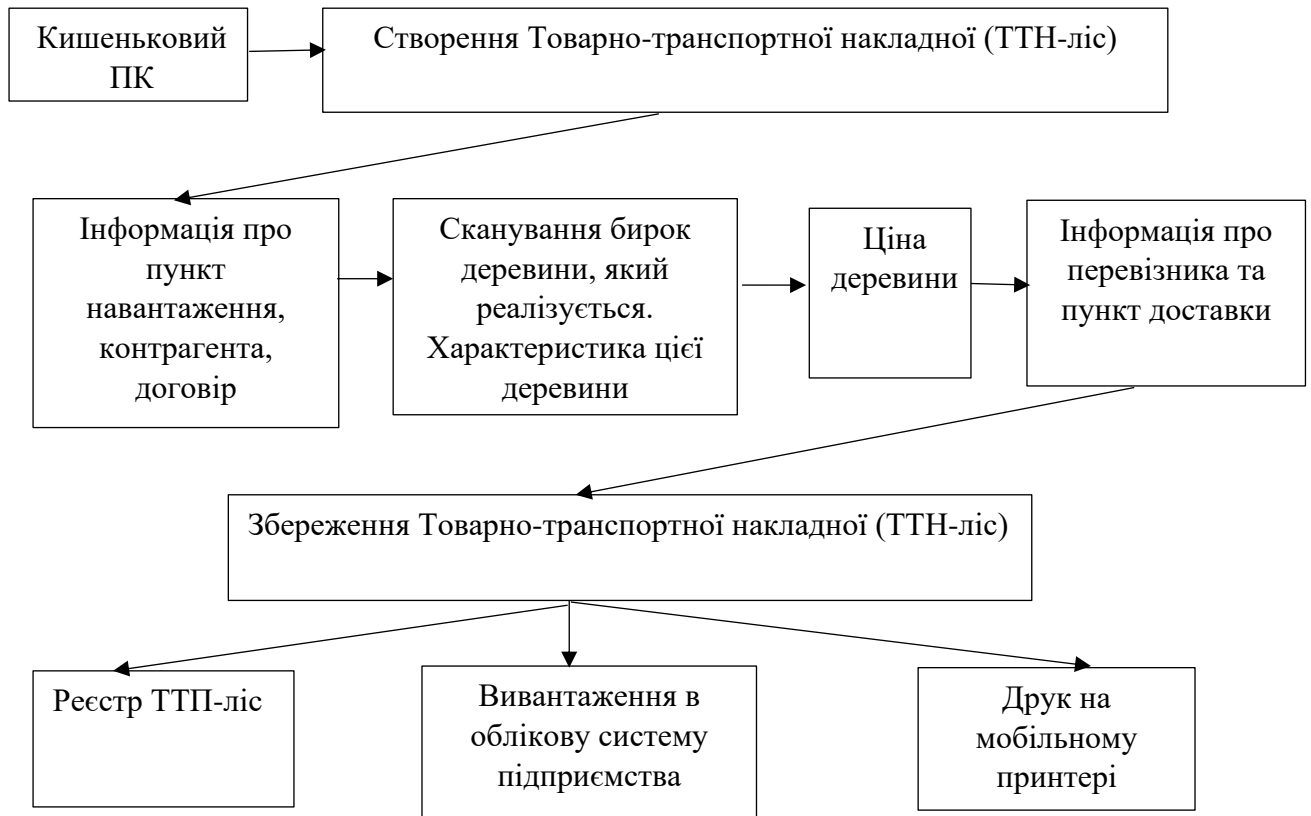 Кишеньковий
ПК
Створення Товарно-транспортної накладної (ТТН-ліс)
Інформація про
пункт
навантаження,
контрагента,
договір
Сканування бирок
деревини, який
реалізується.
Характеристика цієї
деревини
Ціна
деревини
Інформація про
перевізника та
пункт доставки
Збереження Товарно-транспортної накладної (ТТН-ліс)
Реєстр ТТП-ліс
Вивантаження в
облікову систему
підприємства
Друк на
мобільному
принтері